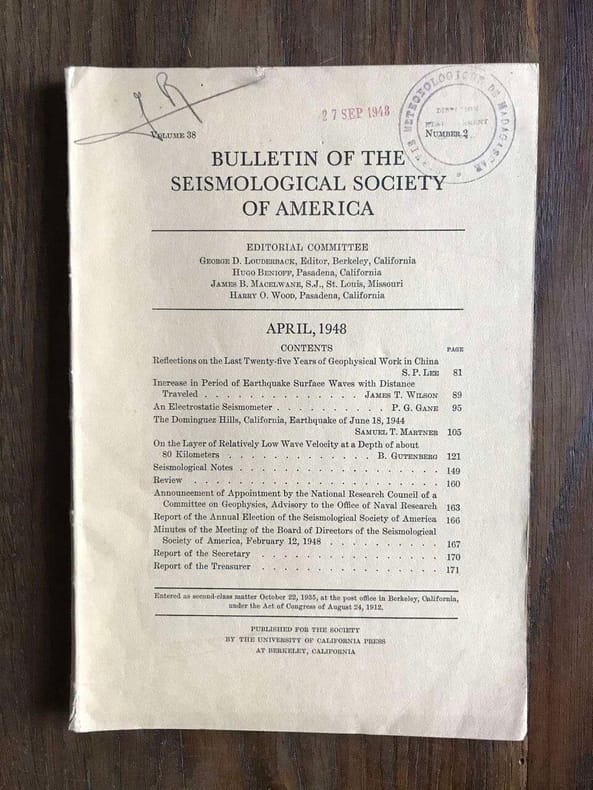 J. R
27 SEP 1948
METEOROLOGIQUE DE MADAGASCAR
VOLUME 38
NUMBER 2
BULLETIN OF THE
SEISMOLOGICAL SOCIETY
OF AMERICA
EDITORIAL COMMITTEE
GEORGE D. LOUDERBACK, Editor, Berkeley, California
HUGO BENIOFF, Pasadena, California
JAMES B. MACELWANE, S.J., St. Louis, Missouri
HARRY O. WOOD, Pasadena, California
APRIL, 1948
CONTENTS PAGE
Reflections on the Last Twenty-five Years of Geophysical Work in China
S. P. LEE 81
Increase in Period of Earthquake Surface Waves with Distance
Traveled . . . . . . . . . . . . . . . JAMES T. WILSON 89
An Electrostatic Seismometer . . . . . . . . . . P. G. GANE 95
The Dominguez Hills, California, Earthquake of June 18, 1944
SAMUEL T. MARTNER 105
On the Layer of Relatively Low Wave Velocity at a Depth of about
80 Kilometers . . . . . . . . . . . . . B. GUTENBERG 121
Seismological Notes . . . . . . . . . . . . . . . . . . 149
Review . . . . . . . . . . . . . . . . . . . . . . 160
Announcement of Appointment by the National Research Council of a
Committee on Geophysics, Advisory to the Office of Naval Research 163
Report of the Annual Election of the Seismological Society of America 166
Minutes of the Meeting of the Board of Directors of the Seismological
Society of America, February 12, 1948 . . . . . . . . . 167
Report of the Secretary . . . . . . . . . . . . . . . . 170
Report of the Treasurer . . . . . . . . . . . . . . . . 171
Entered as second-class matter October 22, 1935, at the post office in Berkeley, California,
under the Act of Congress of August 24, 1912.
PUBLISHED FOR THE SOCIETY
BY THE UNIVERSITY OF CALIFORNIA PRESS
AT BERKELEY, CALIFORNIA